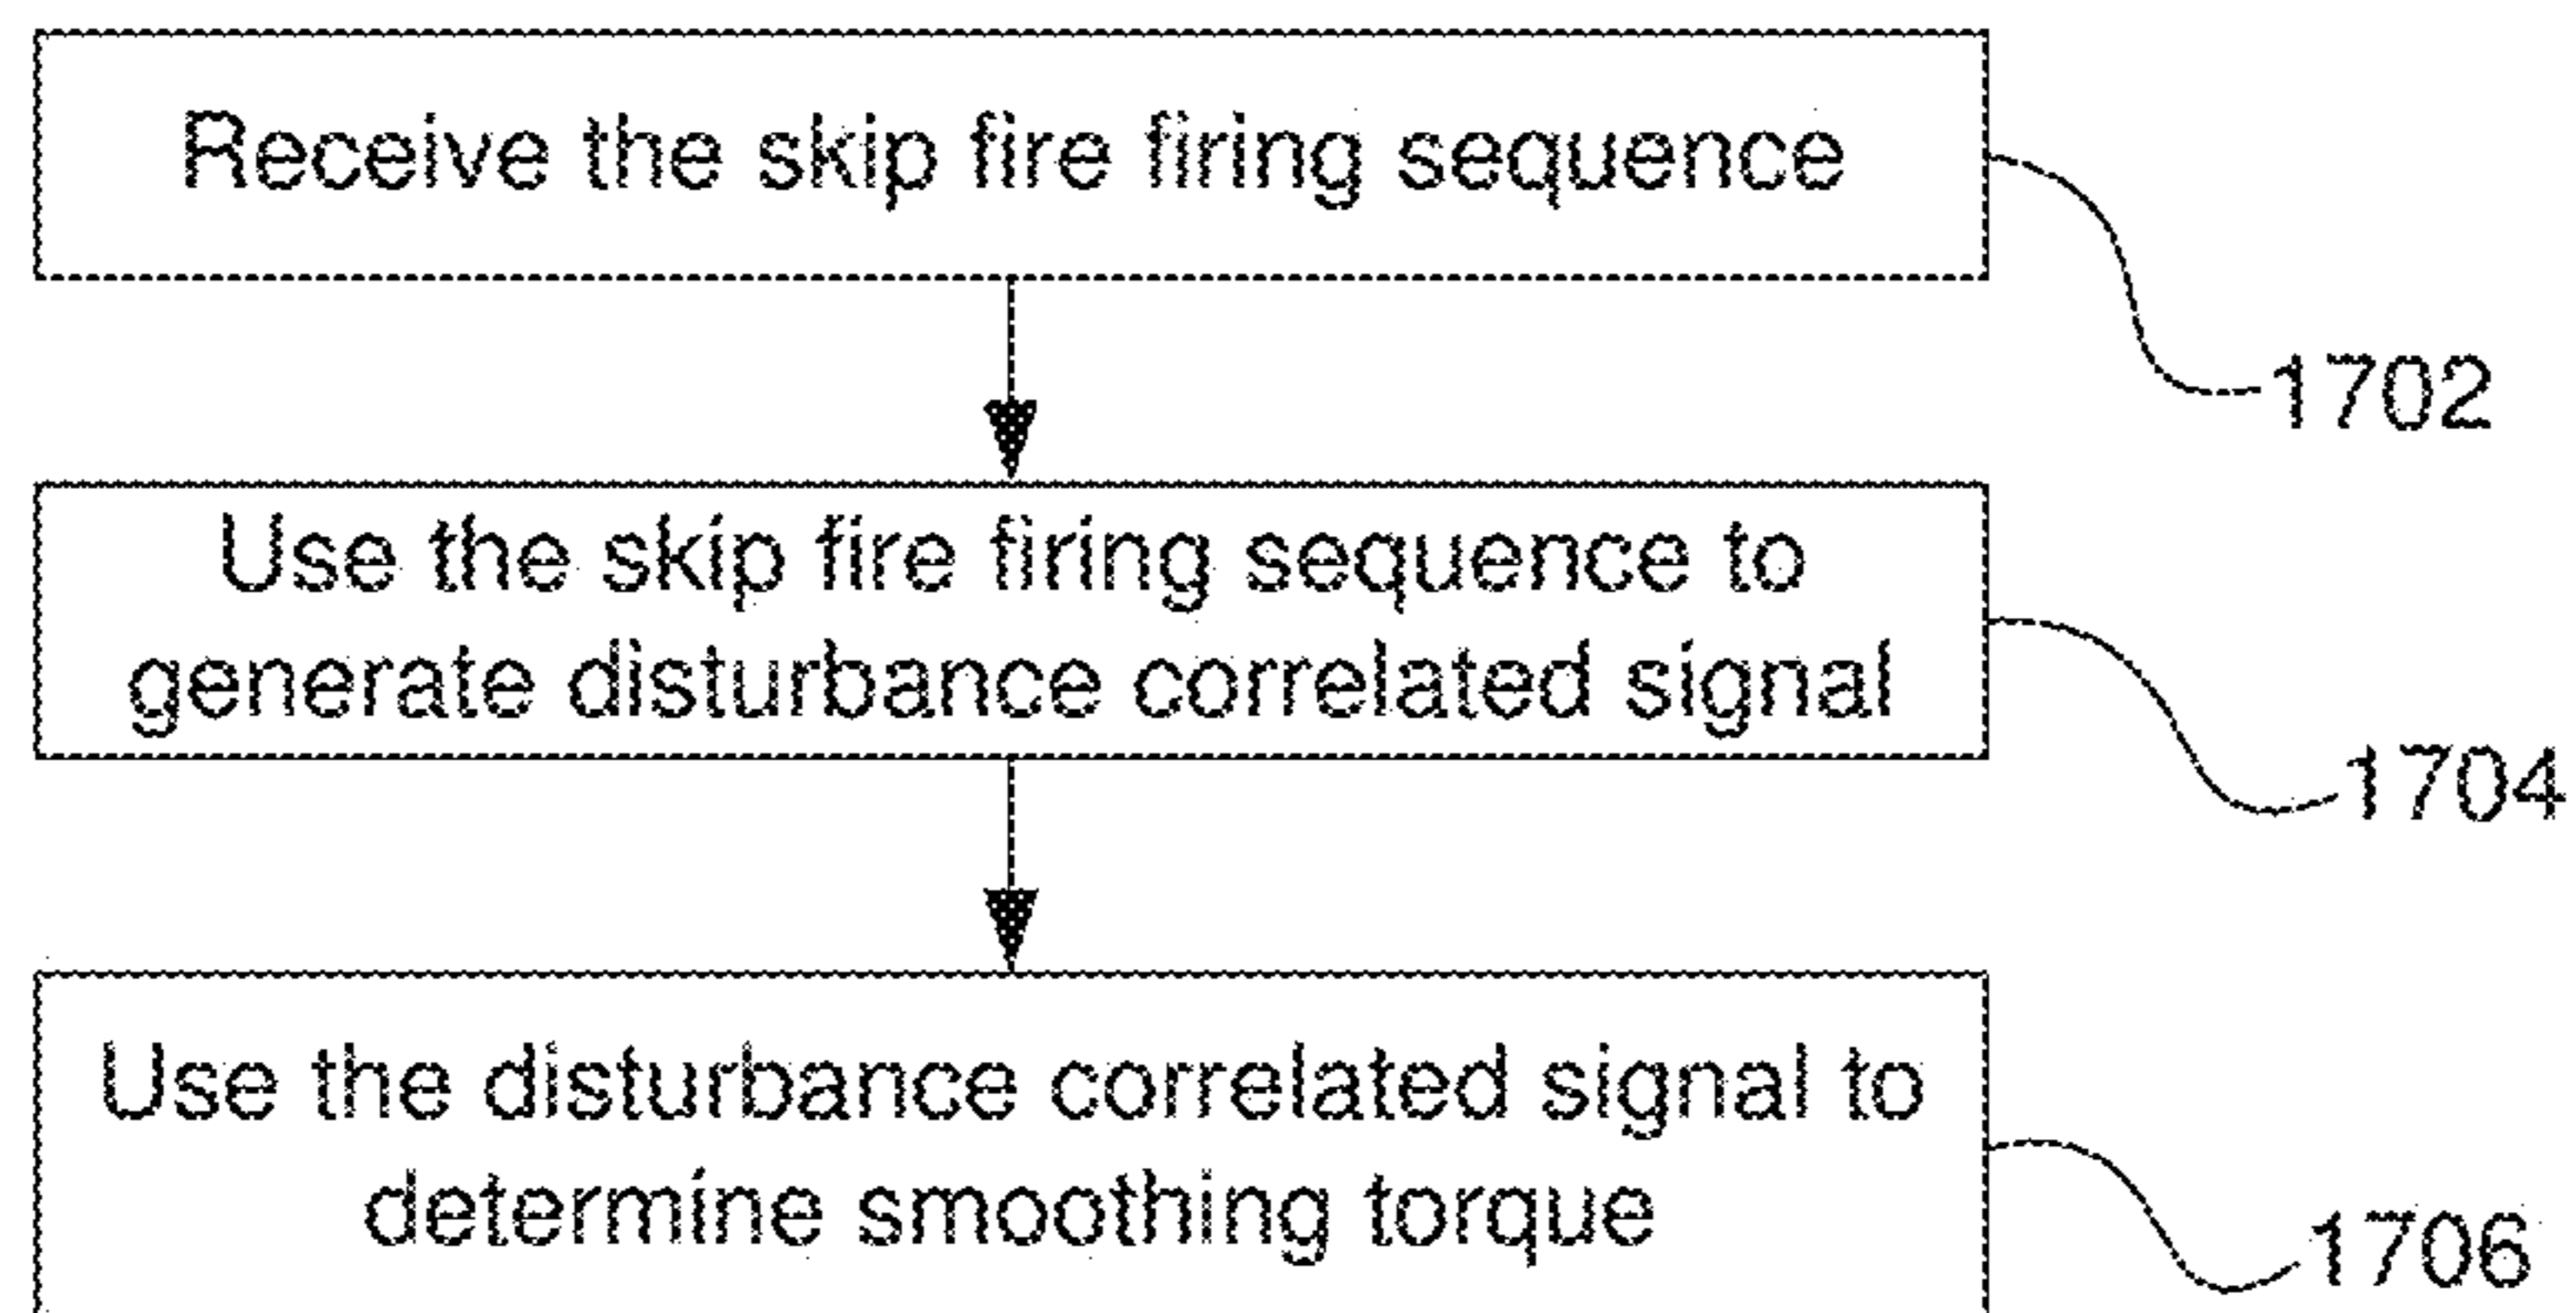 Receive the skip fire firing sequence
1702
Use the skip fire firing sequence to
generate disturbance correlated signal
1704
Use the disturbance correlated signal to
determine smoothing torque
1706